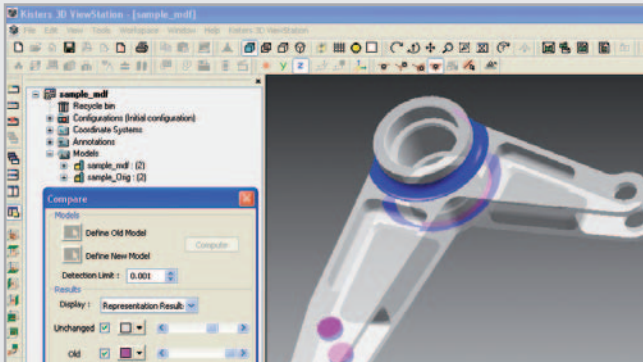 Kisters 3D ViewStation - [sample_mdf]
File Edit View Tools Workspace Window Help Kisters 3D ViewStation
sample_mdf
Recycle bin
Configurations (Initial configuration)
Coordinate Systems
Annotations
Models
sample_mdf : (2)
sample_Orig : (2)
Compare
Models
Define Old Model
Compute
Define New Model
Detection Limit : 0.001
Results
Display : Representation Result:
Unchanged
Old